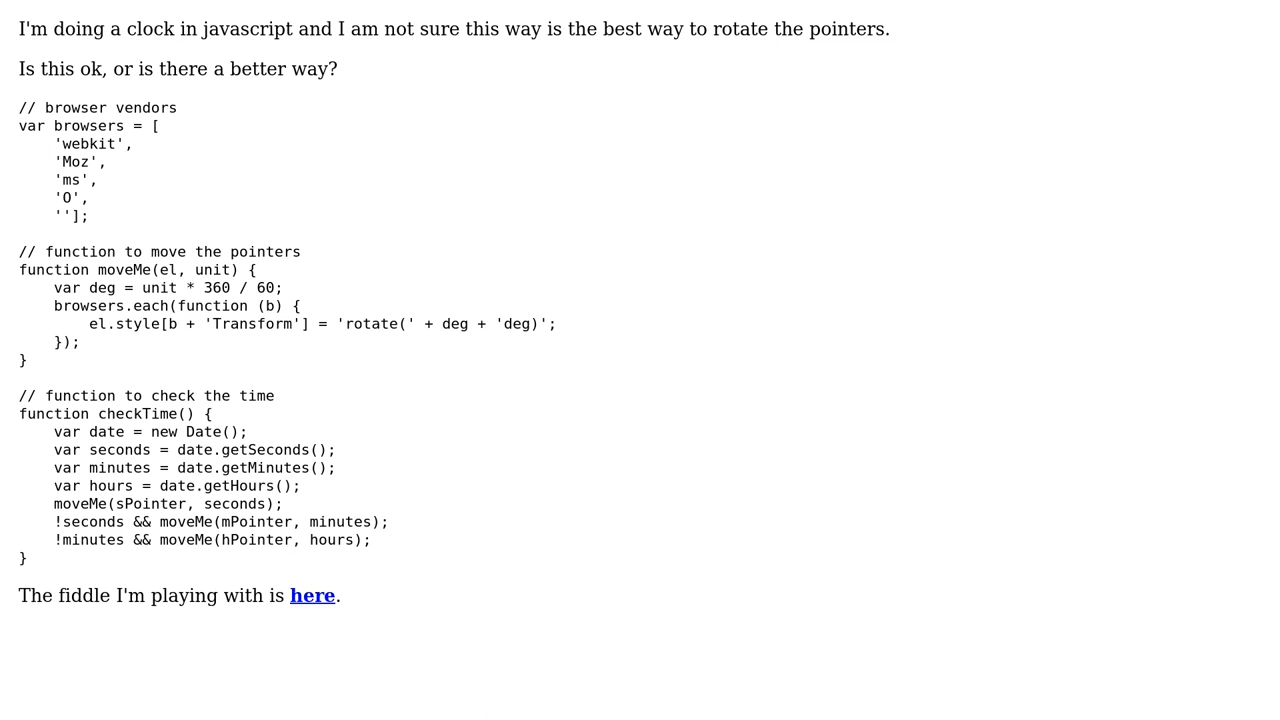 I'm doing a clock in javascript and I am not sure this way is the best way to rotate the pointers.
Is this ok, or is there a better way?
// browser vendors
var browsers = [
    'webkit',
    'Moz',
    'ms',
    'O',
    ''];
// function to move the pointers
function moveMe(el, unit) {
    var deg = unit * 360 / 60;
    browsers.each(function (b) {
        el.style[b + 'Transform'] = 'rotate(' + deg + 'deg)';
    });
}
// function to check the time
function checkTime() {
    var date = new Date();
    var seconds = date.getSeconds();
    var minutes = date.getMinutes();
    var hours = date.getHours();
    moveMe(sPointer, seconds);
    !seconds && moveMe(mPointer, minutes);
    !minutes && moveMe(hPointer, hours);
}
The fiddle I'm playing with is here.